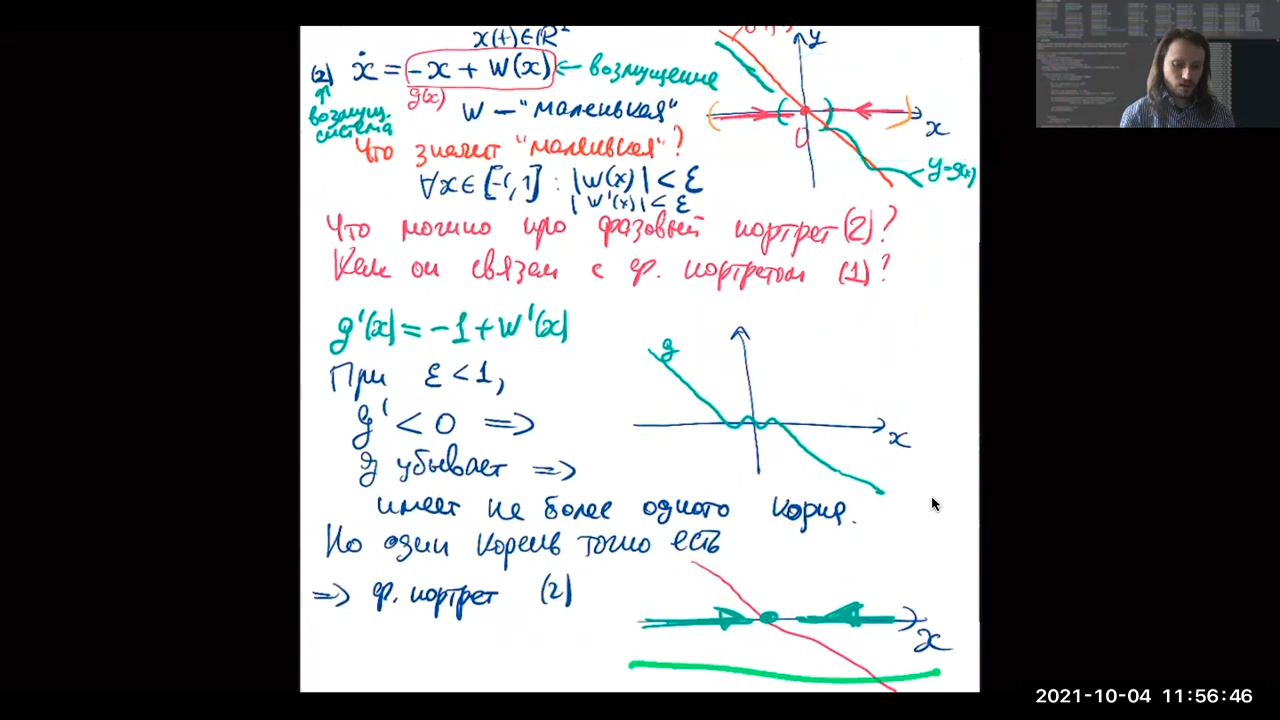 x(t) ∈ ℝ¹
(2) ẋ = -x + w(x) ← возмущение
g(x)
возмущ. система
w – "маленькая"
Что значит "маленькая"?
∀x∈[-1,1] : |w(x)| < ε
|w'(x)| < ε
y
x
0
y=g(x)
Что можно про фазовый портрет (2)?
Как он связан с ф. портретом (1)?
g'(x) = -1 + w'(x)
При ε < 1,
g' < 0 ⇒
g убывает ⇒
имеет не более одного корня.
Но один корень точно есть
⇒ ф. портрет (2)
g
x
x
2021-10-04 11:56:46